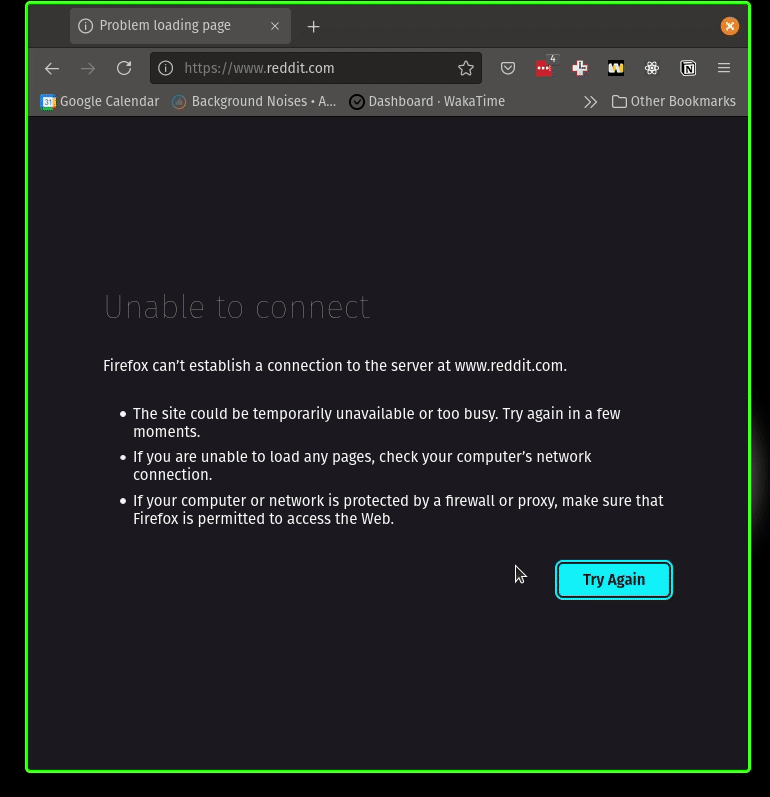 Problem loading page
https://www.reddit.com
4
31
Google Calendar
Background Noises • A...
Dashboard · WakaTime
Other Bookmarks
Unable to connect
Firefox can’t establish a connection to the server at www.reddit.com.
The site could be temporarily unavailable or too busy. Try again in a few
moments.
If you are unable to load any pages, check your computer’s network
connection.
If your computer or network is protected by a firewall or proxy, make sure that
Firefox is permitted to access the Web.
Try Again